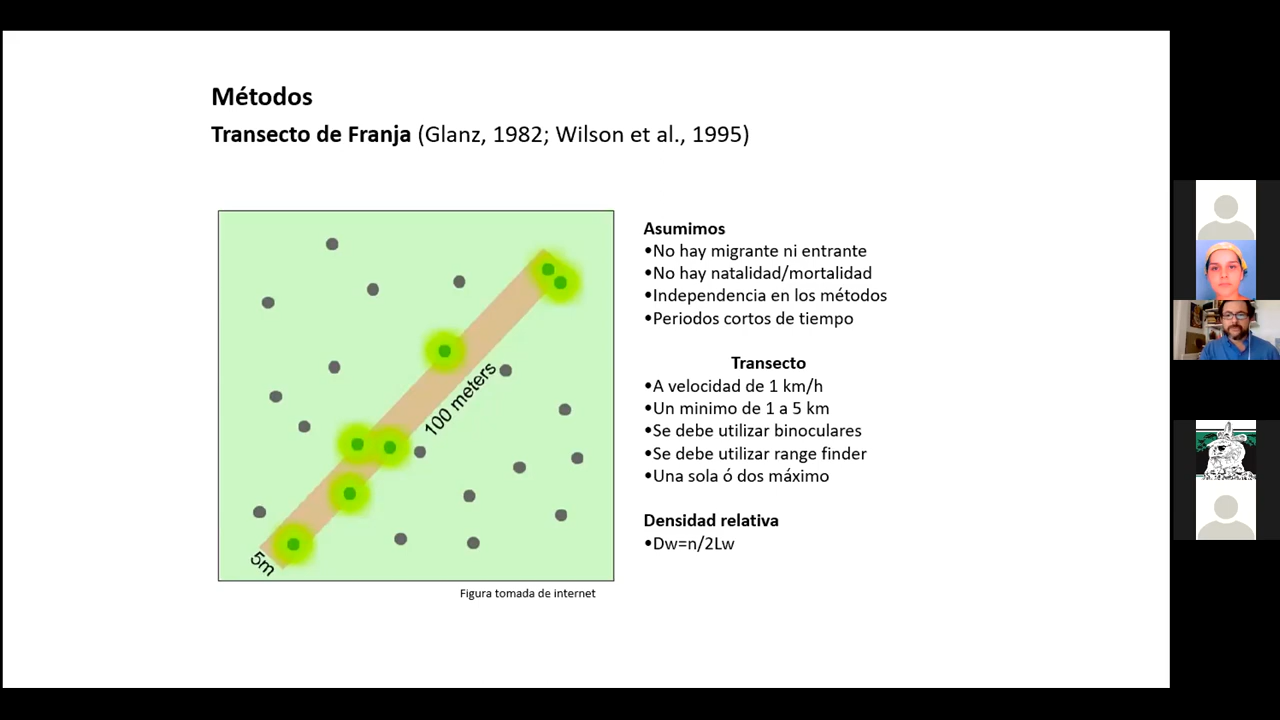 Métodos
Transecto de Franja (Glanz, 1982; Wilson et al., 1995)
100 meters
5m
Figura tomada de internet
Asumimos
•No hay migrante ni entrante
•No hay natalidad/mortalidad
•Independencia en los métodos
•Periodos cortos de tiempo
Transecto
•A velocidad de 1 km/h
•Un minimo de 1 a 5 km
•Se debe utilizar binoculares
•Se debe utilizar range finder
•Una sola ó dos máximo
Densidad relativa
•Dw=n/2Lw